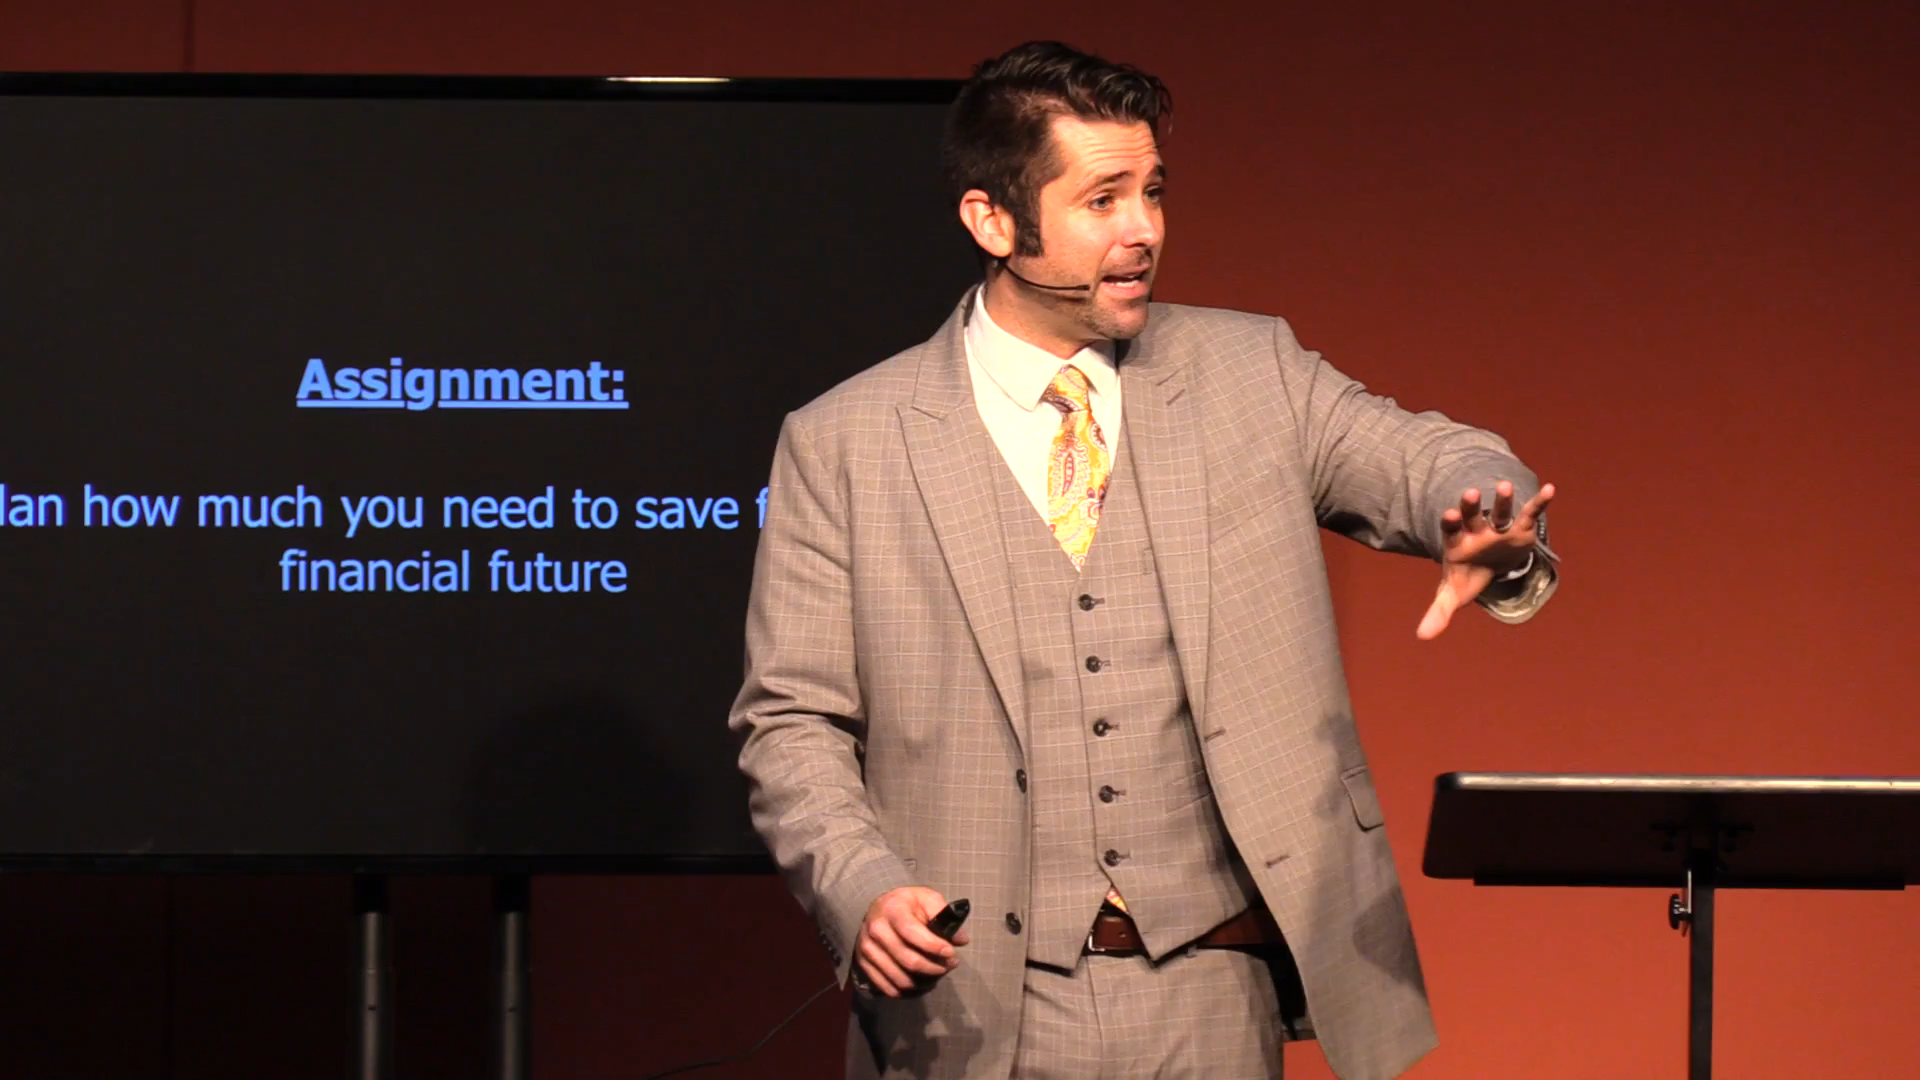 Assignment:
lan how much you need to save f
financial future